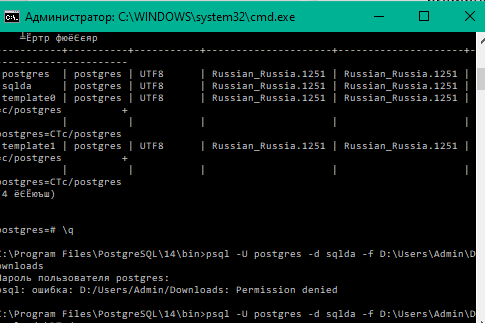 Администратор: C:\WINDOWS\system32\cmd.exe
╩Ёртр фюёЄєяр
-----------+----------+-----------+---------------------+---------------------+
---------------------
postgres | postgres | UTF8 | Russian_Russia.1251 | Russian_Russia.1251 |
sqlda | postgres | UTF8 | Russian_Russia.1251 | Russian_Russia.1251 |
template0 | postgres | UTF8 | Russian_Russia.1251 | Russian_Russia.1251 |
=c/postgres +
| | | | |
postgres=CTc/postgres
template1 | postgres | UTF8 | Russian_Russia.1251 | Russian_Russia.1251 |
=c/postgres +
| | | | |
postgres=CTc/postgres
4 ёЄЁюъш)
postgres=# \q
C:\Program Files\PostgreSQL\14\bin>psql -U postgres -d sqlda -f D:\Users\Admin\D
ownloads
Пароль пользователя postgres:
psql: ошибка: D:/Users/Admin/Downloads: Permission denied
C:\Program Files\PostgreSQL\14\bin>psql -U postgres -d sqlda -f D:\Users\Admin\D